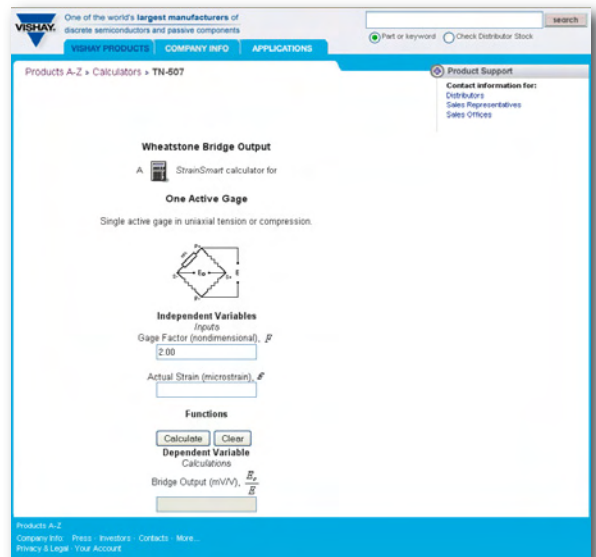 VISHAY.
One of the world's largest manufacturers of
discrete semiconductors and passive components
search
Part or keyword Check Distributor Stock
VISHAY PRODUCTS COMPANY INFO APPLICATIONS
Products A-Z » Calculators » TN-507
Product Support
Contact information for:
Distributors
Sales Representatives
Sales Offices
Wheatstone Bridge Output
A StrainSmart calculator for
One Active Gage
Single active gage in uniaxial tension or compression.
E₀ E
Independent Variables
Inputs
Gage Factor (nondimensional), F
2.00
Actual Strain (microstrain), ε
Functions
Calculate Clear
Dependent Variable
Calculations
Bridge Output (mV/V), E₀/E
Products A-Z
Company Info: Press - Investors - Contacts - More...
Privacy & Legal - Your Account